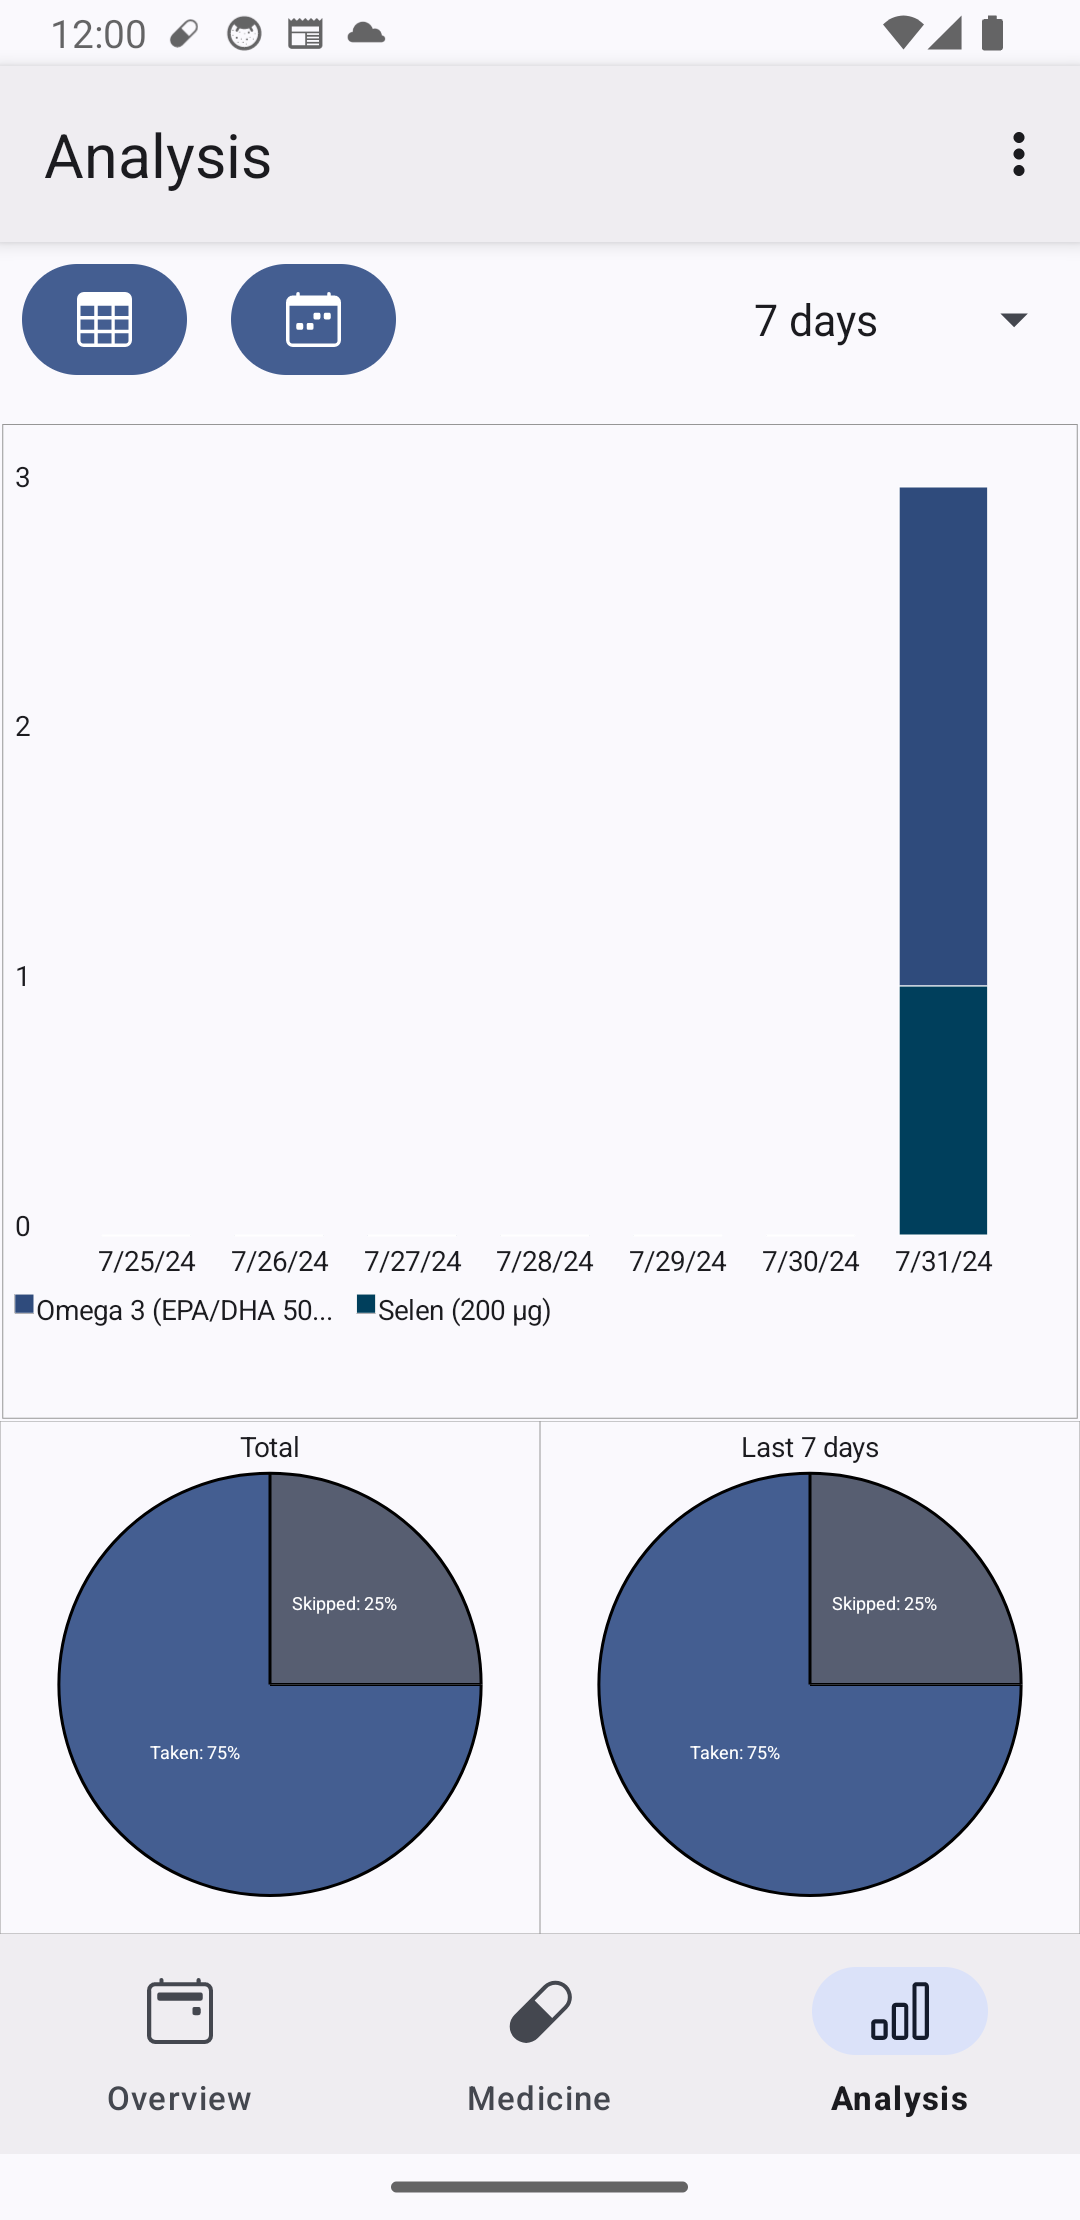 12:00
Analysis
7 days
3
2
1
0
7/25/24 7/26/24 7/27/24 7/28/24 7/29/24 7/30/24 7/31/24
Omega 3 (EPA/DHA 50... Selen (200 µg)
Total Last 7 days
Skipped: 25% Skipped: 25%
Taken: 75% Taken: 75%
Overview Medicine Analysis